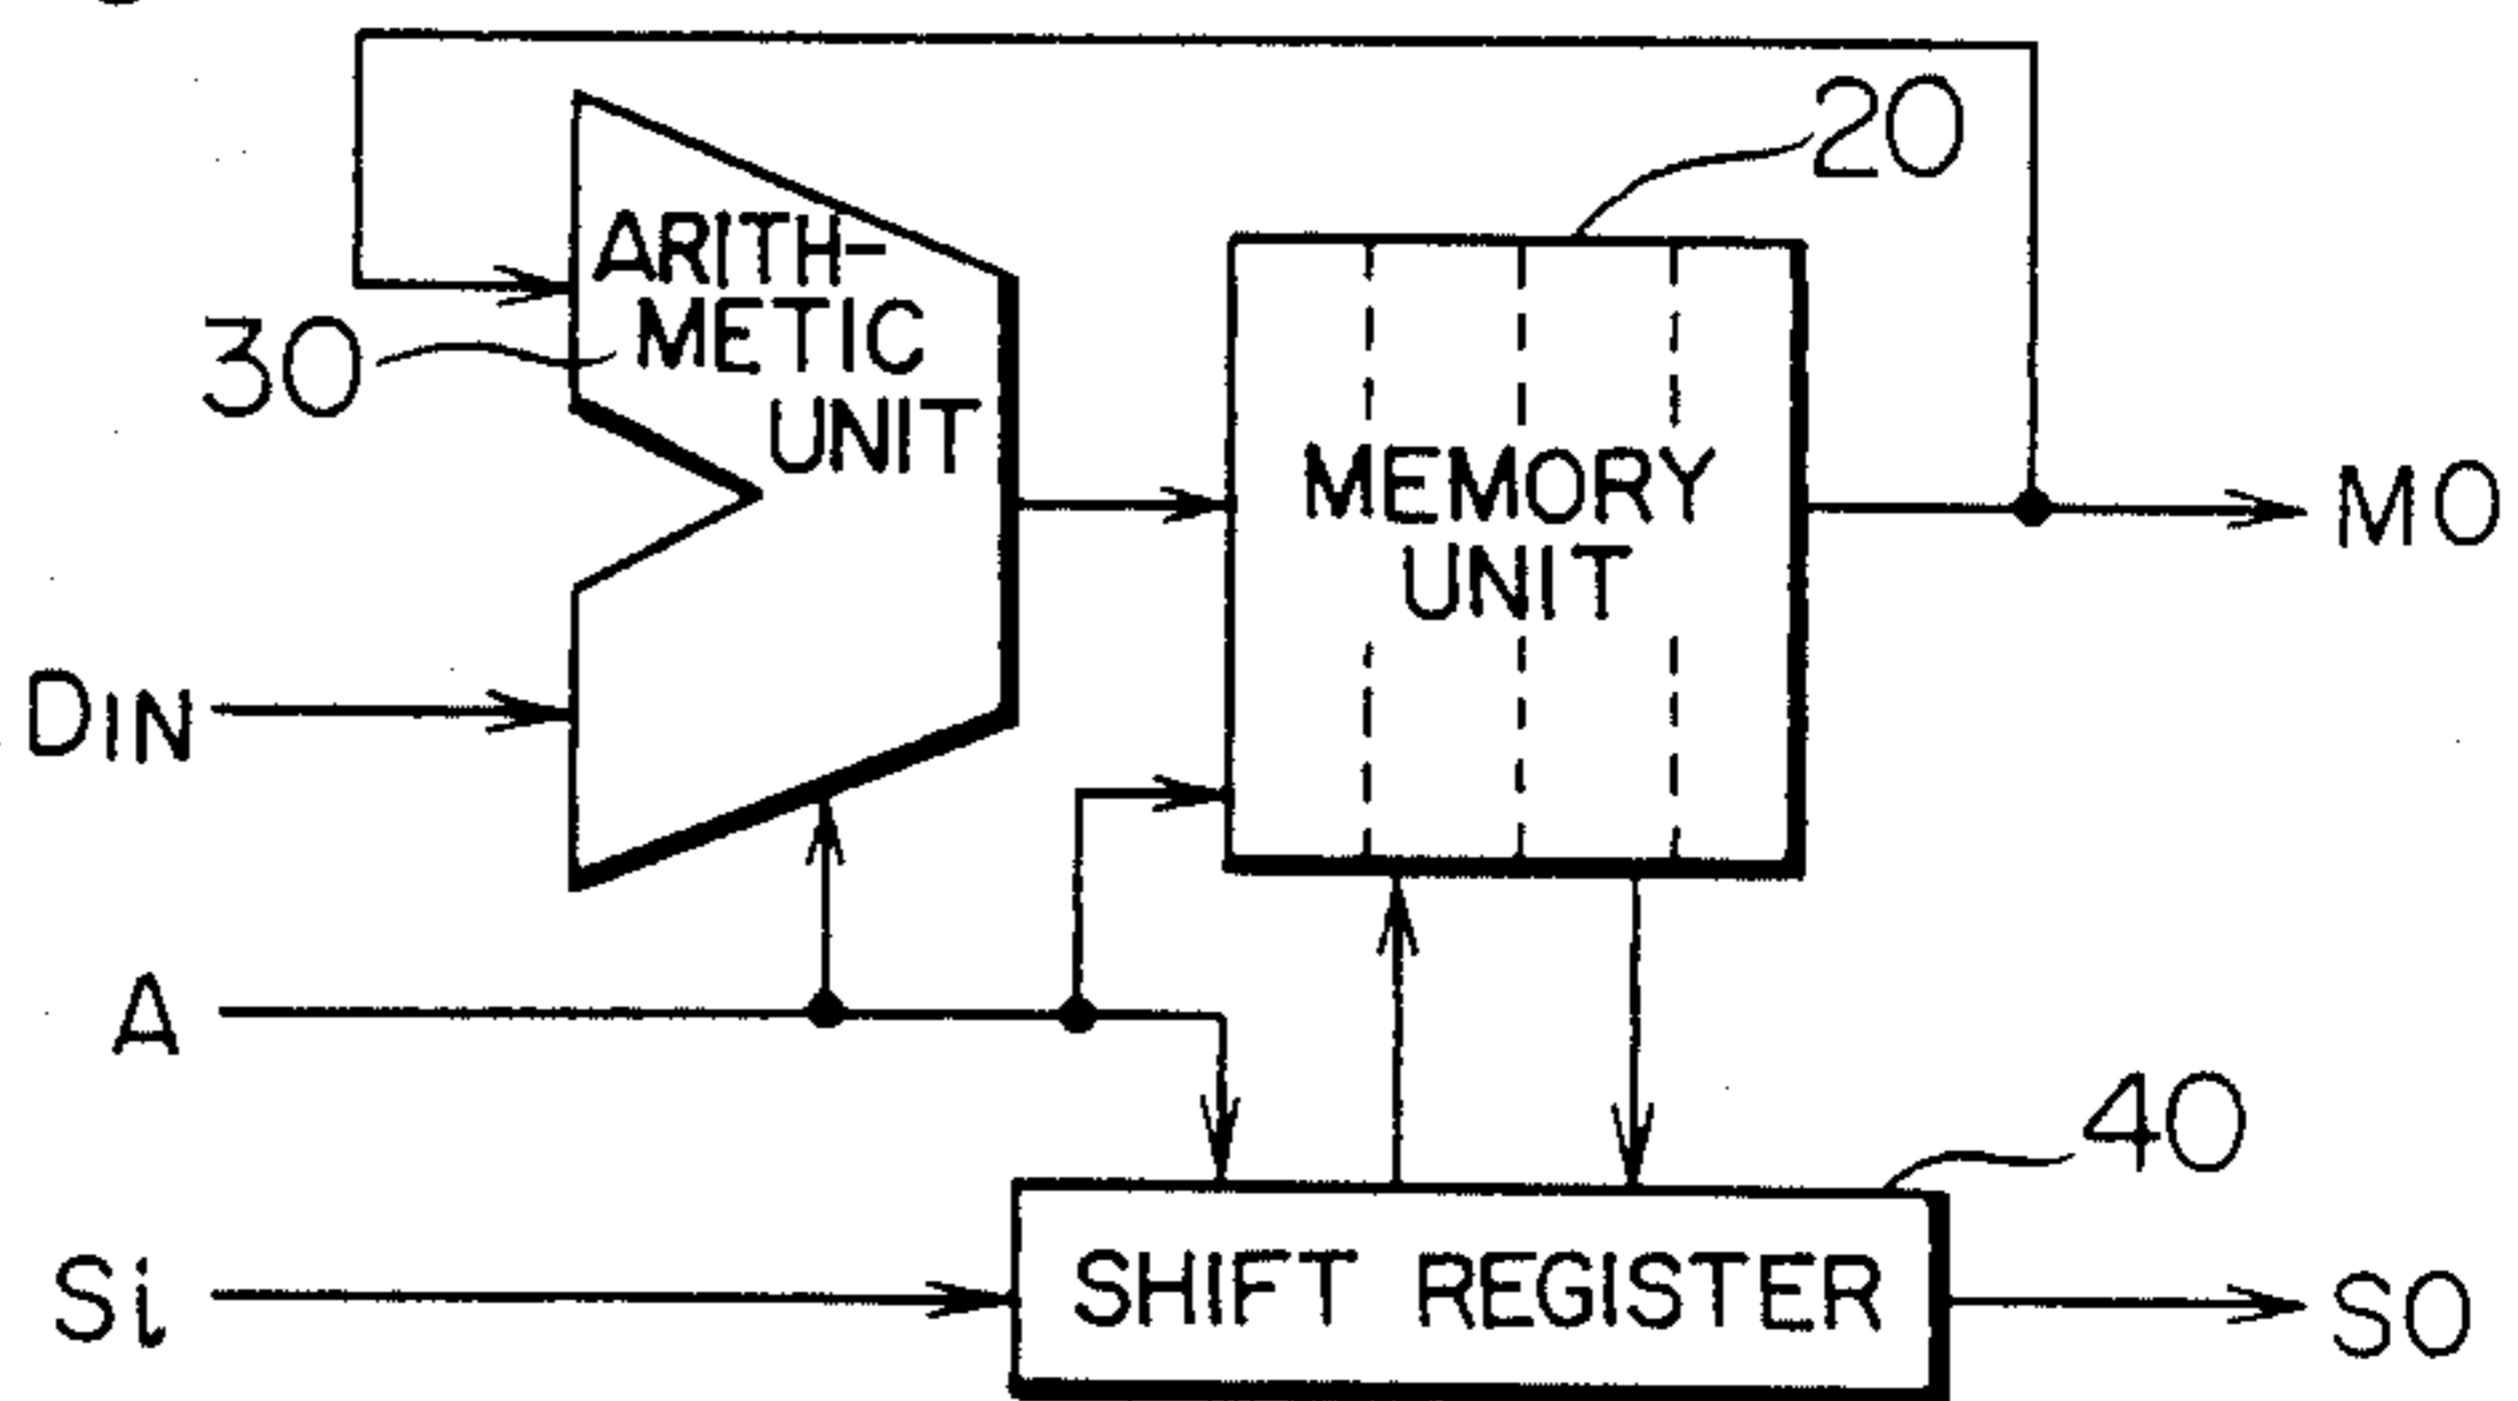 20
ARITH-
METIC
UNIT
30
MEMORY
UNIT
MO
DIN
A
40
Si
SHIFT REGISTER
SO